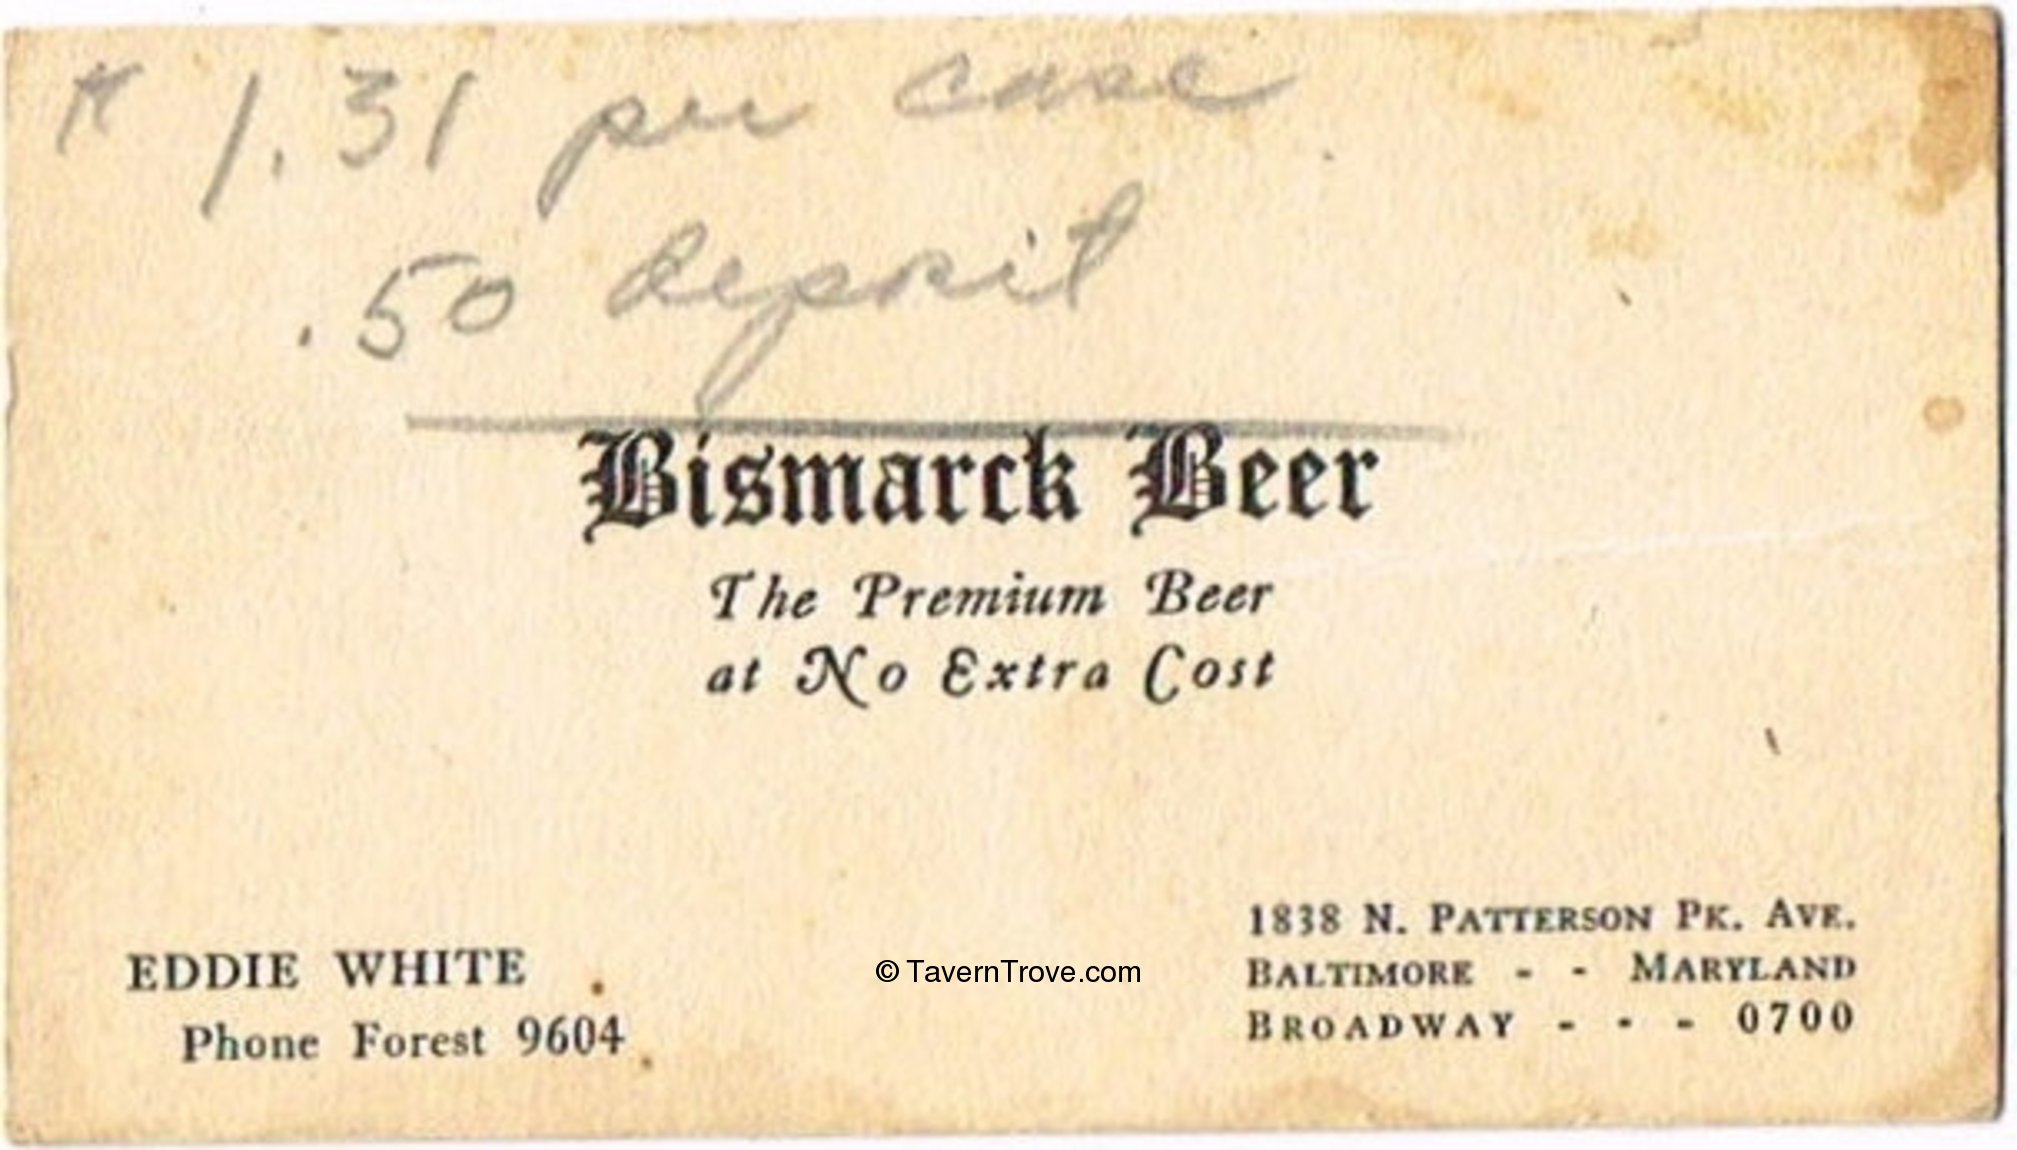 1.31 per case
.50 deposit
Bismarck Beer
The Premium Beer
at No Extra Cost
EDDIE WHITE
Phone Forest 9604
© TavernTrove.com
1838 N. PATTERSON PK. AVE.
BALTIMORE - - MARYLAND
BROADWAY - - - 0700